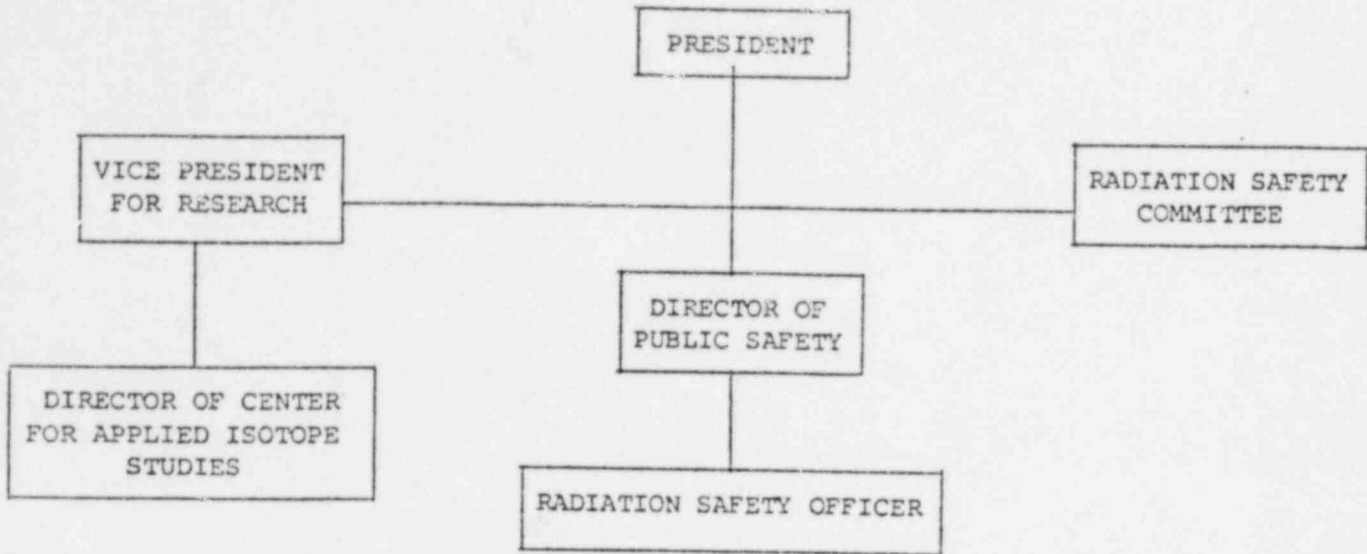 PRESIDENT
VICE PRESIDENT
FOR RESEARCH
RADIATION SAFETY
COMMITTEE
DIRECTOR OF
PUBLIC SAFETY
DIRECTOR OF CENTER
FOR APPLIED ISOTOPE
STUDIES
RADIATION SAFETY OFFICER